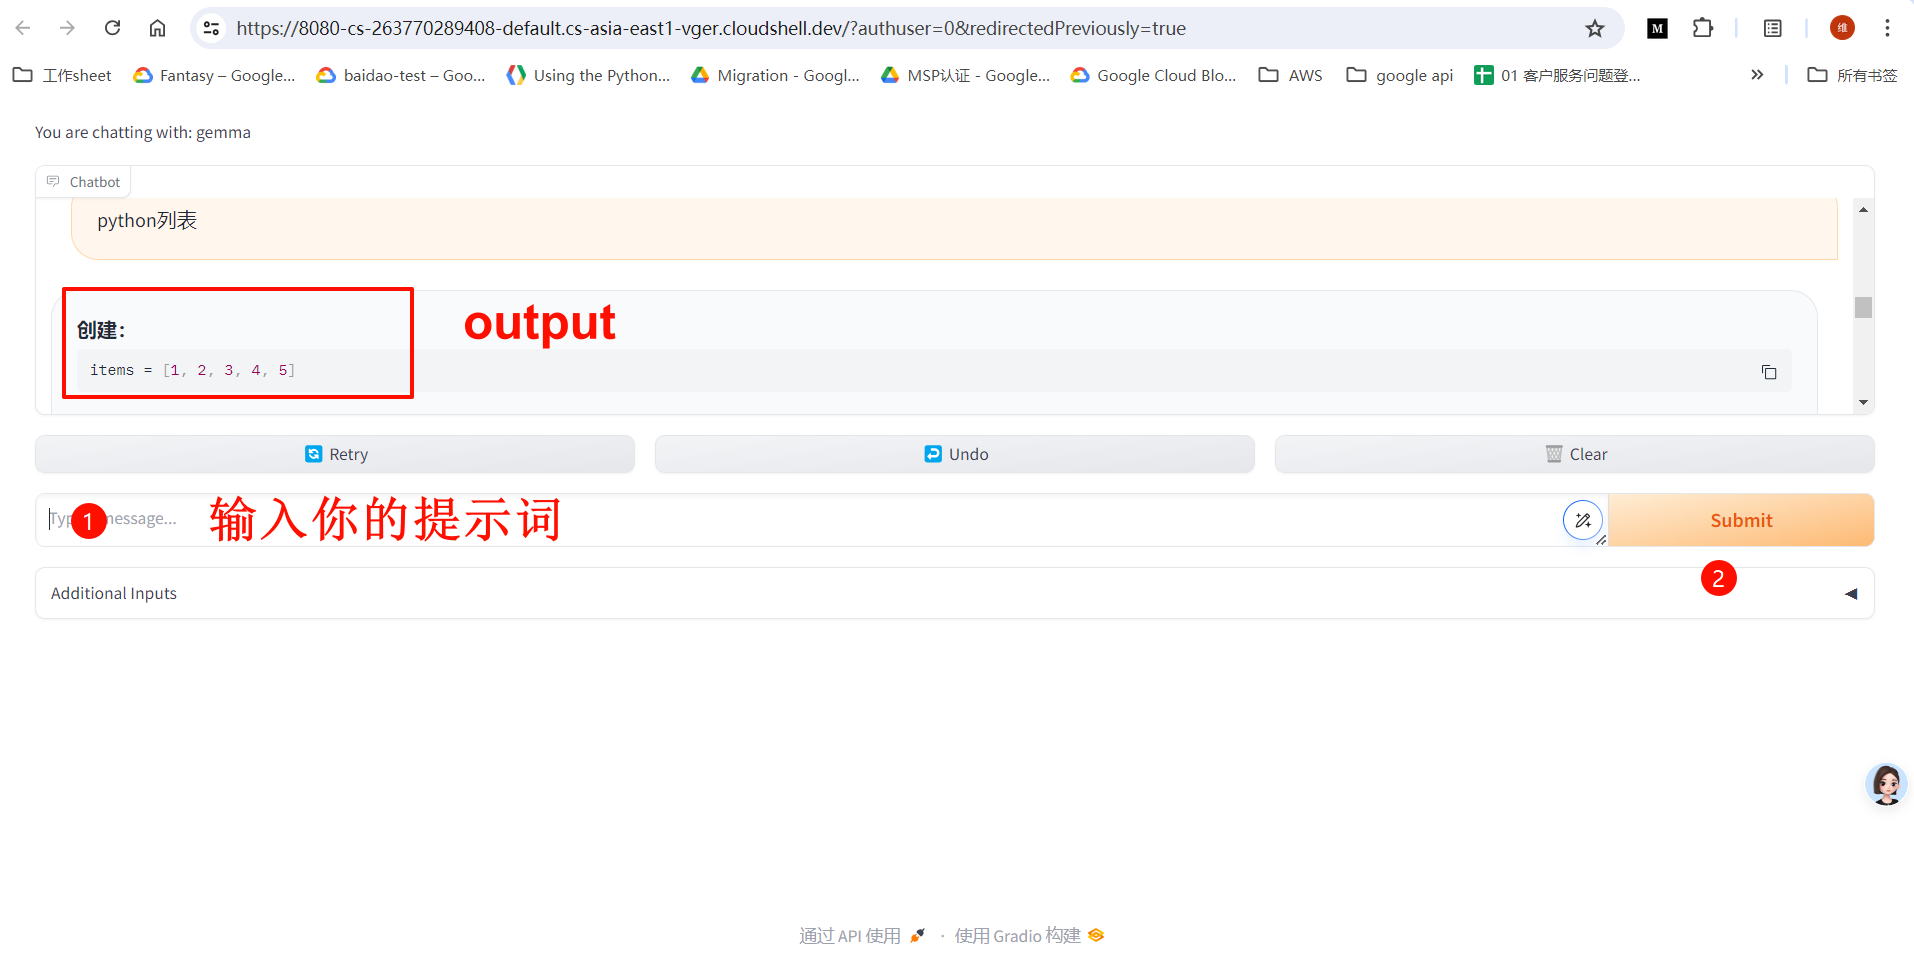 https://8080-cs-263770289408-default.cs-asia-east1-vger.cloudshell.dev/?authuser=0&redirectedPreviously=true
M
维
工作sheet
Fantasy – Google...
baidao-test – Goo...
Using the Python...
Migration - Googl...
MSP认证 - Google...
Google Cloud Blo...
AWS
google api
01 客户服务问题登...
»
所有书签
You are chatting with: gemma
Chatbot
python列表
创建:
output
items = [1, 2, 3, 4, 5]
Retry
Undo
Clear
1
message...
输入你的提示词
Submit
2
Additional Inputs
通过 API 使用 · 使用 Gradio 构建